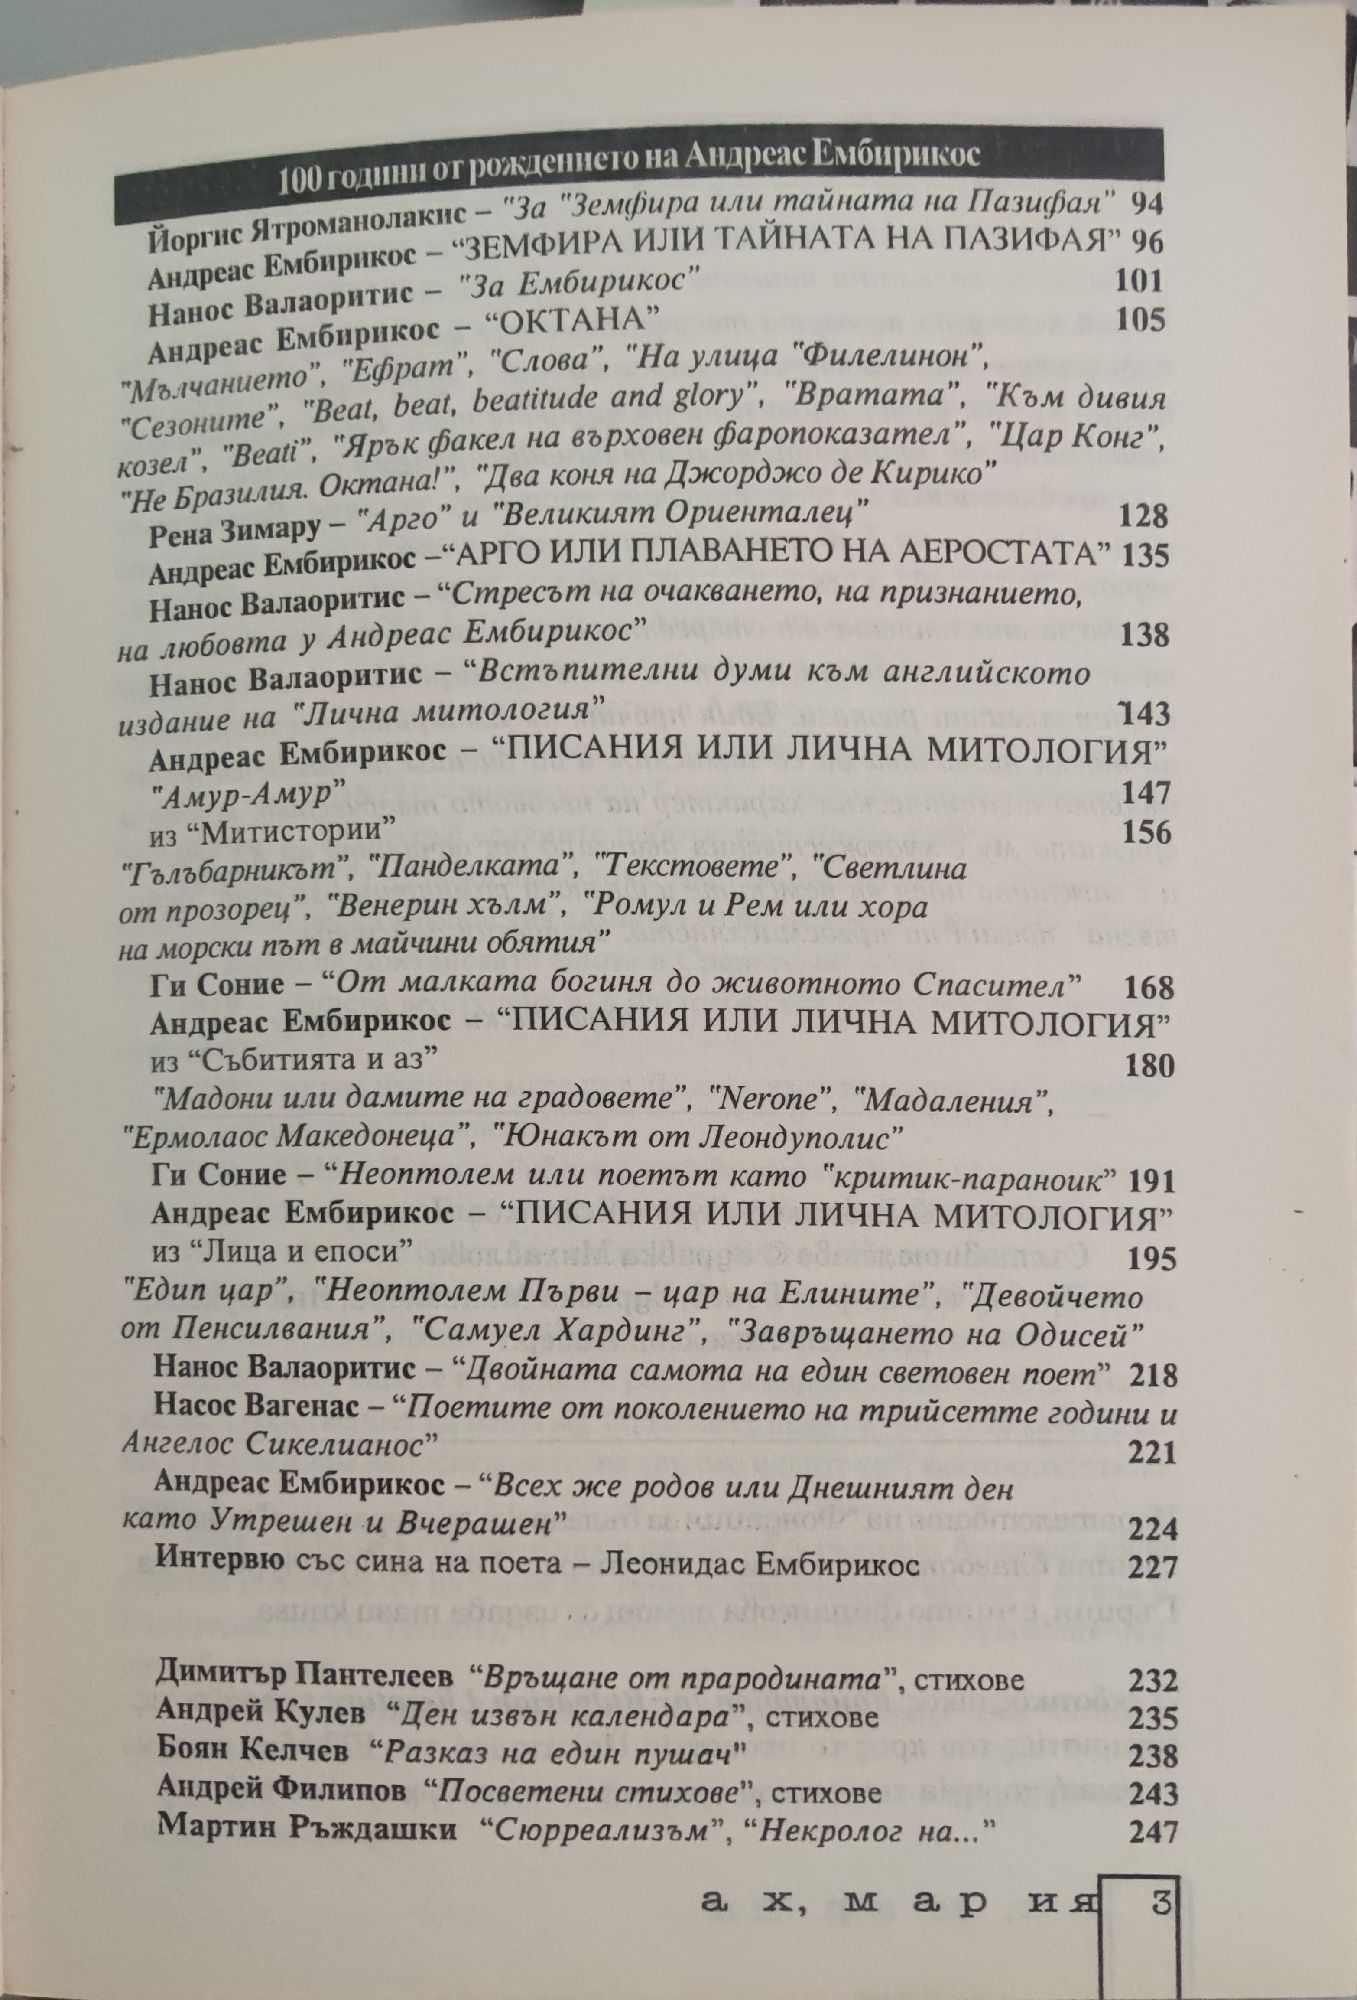 100 години от рождението на Андреас Ембирикос
Йоргис Ятроманолакис – "За "Земфира или тайната на Пазифая” 94
Андреас Ембирикос – “ЗЕМФИРА ИЛИ ТАЙНАТА НА ПАЗИФАЯ” 96
Нанос Валаоритис – "За Ембирикос” 101
Андреас Ембирикос – “ОКТАНА” 105
"Мълчанието”, "Ефрат”, "Слова”, "На улица "Филелинон”,
"Сезоните”, "Beat, beat, beatitude and glory”, "Вратата”, "Към дивия
козел”, "Beati”, "Ярък факел на върховен фаропоказател”, "Цар Конг”,
"Не Бразилия. Октана!”, "Два коня на Джорджо де Кирико”
Рена Зимару – "Арго” и "Великият Ориенталец” 128
Андреас Ембирикос –“АРГО ИЛИ ПЛАВАНЕТО НА АЕРОСТАТА” 135
Нанос Валаоритис – “Стресът на очакването, на признанието,
на любовта у Андреас Ембирикос” 138
Нанос Валаоритис – “Встъпителни думи към английското
издание на "Лична митология” 143
Андреас Ембирикос – “ПИСАНИЯ ИЛИ ЛИЧНА МИТОЛОГИЯ”
"Амур-Амур” 147
из “Митистории” 156
"Гълъбарникът”, "Панделката”, "Текстовете”, "Светлина
от прозорец”, "Венерин хълм”, "Ромул и Рем или хора
на морски път в майчини обятия”
Ги Соние – “От малката богиня до животното Спасител” 168
Андреас Ембирикос – “ПИСАНИЯ ИЛИ ЛИЧНА МИТОЛОГИЯ”
из “Събитията и аз” 180
"Мадони или дамите на градовете”, "Nerone”, "Мадаления”,
"Ермолаос Македонеца”, "Юнакът от Леондуполис”
Ги Соние – “Неоптолем или поетът като "критик-параноик” 191
Андреас Ембирикос – “ПИСАНИЯ ИЛИ ЛИЧНА МИТОЛОГИЯ”
из “Лица и епоси” 195
"Едип цар”, "Неоптолем Първи – цар на Елините”, "Девойчето
от Пенсилвания”, "Самуел Хардинг”, "Завръщането на Одисей”
Нанос Валаоритис – “Двойната самота на един световен поет” 218
Насос Вагенас – “Поетите от поколението на трийсетте години и
Ангелос Сикелианос” 221
Андреас Ембирикос – “Всех же родов или Днешният ден
като Утрешен и Вчерашен” 224
Интервю със сина на поета – Леонидас Ембирикос 227
Димитър Пантелеев “Връщане от прародината”, стихове 232
Андрей Кулев “Ден извън календара”, стихове 235
Боян Келчев “Разказ на един пушач" 238
Андрей Филипов “Посветени стихове”, стихове 243
Мартин Ръждашки “Сюрреализъм”, “Некролог на...” 247
ах, мария 3